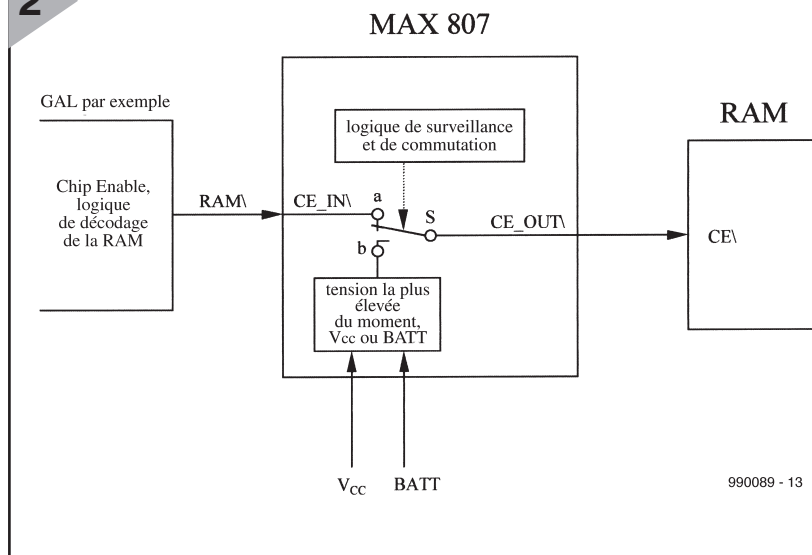 2
MAX 807
GAL par exemple
Chip Enable,
logique
de décodage
de la RAM
RAM\
CE_IN\
logique de surveillance
et de commutation
a
S
b
CE_OUT\
tension la plus
élevée
du moment,
Vcc ou BATT
VCC
BATT
RAM
CE\
990089 - 13